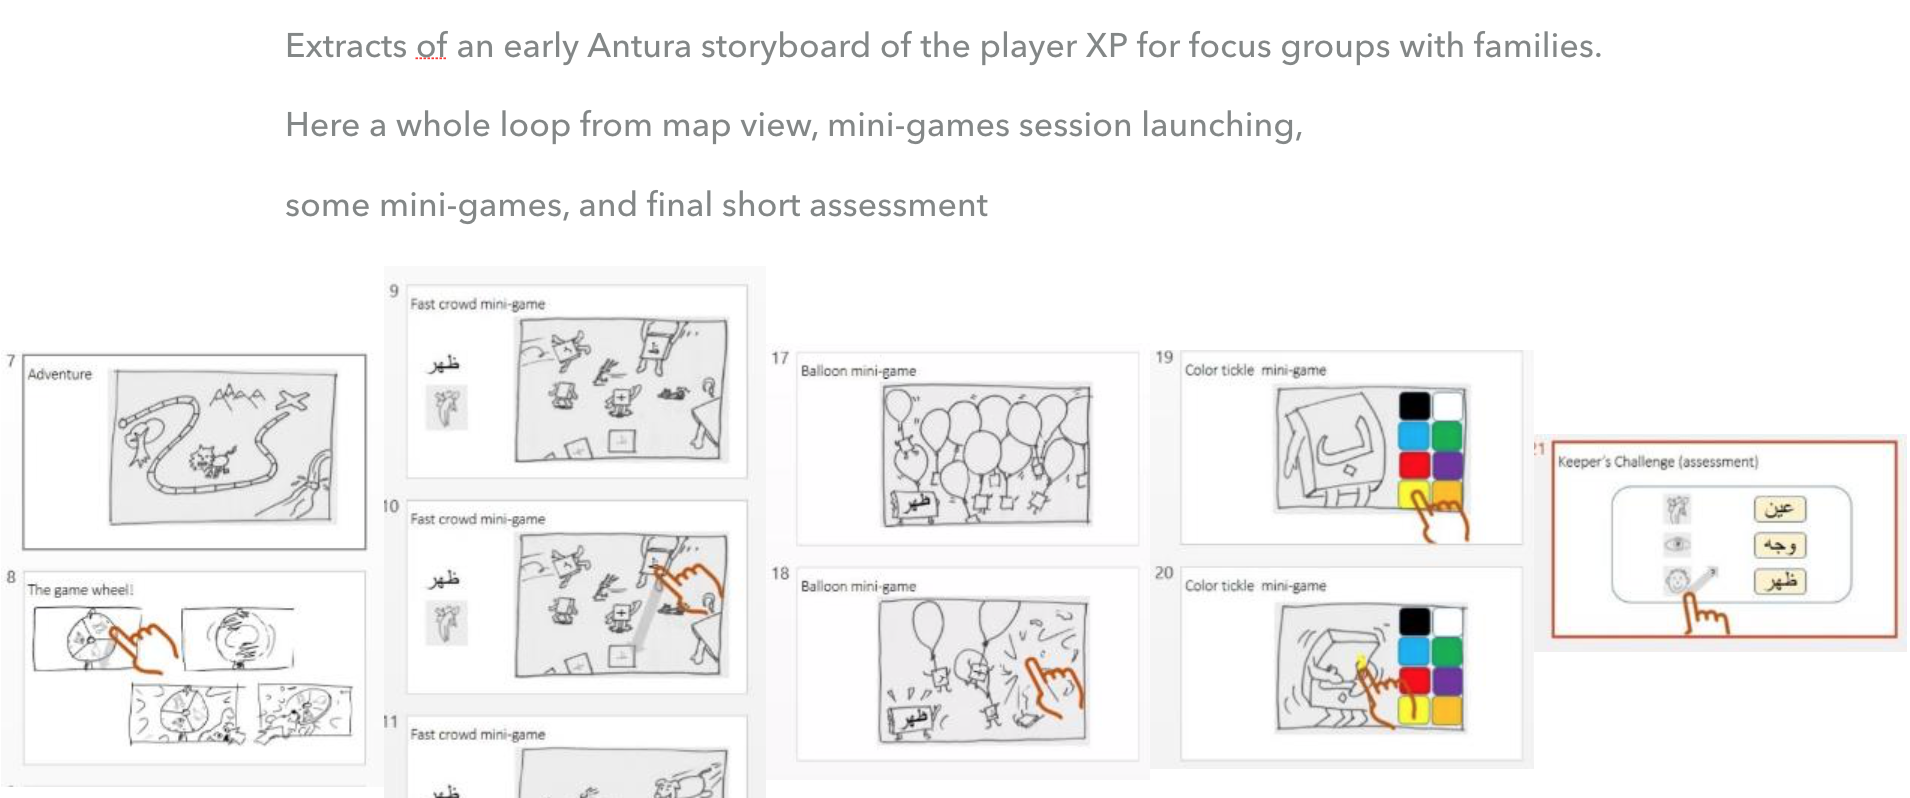 Extracts of an early Antura storyboard of the player XP for focus groups with families.
Here a whole loop from map view, mini-games session launching,
some mini-games, and final short assessment
7
Adventure
8
The game wheel!
9
Fast crowd mini-game
ظهر
10
Fast crowd mini-game
ظهر
11
Fast crowd mini-game
ظهر
17
Balloon mini-game
ظهر
18
Balloon mini-game
ظهر
19
Color tickle mini-game
20
Color tickle mini-game
21
Keeper's Challenge (assessment)
عين
وجه
ظهر